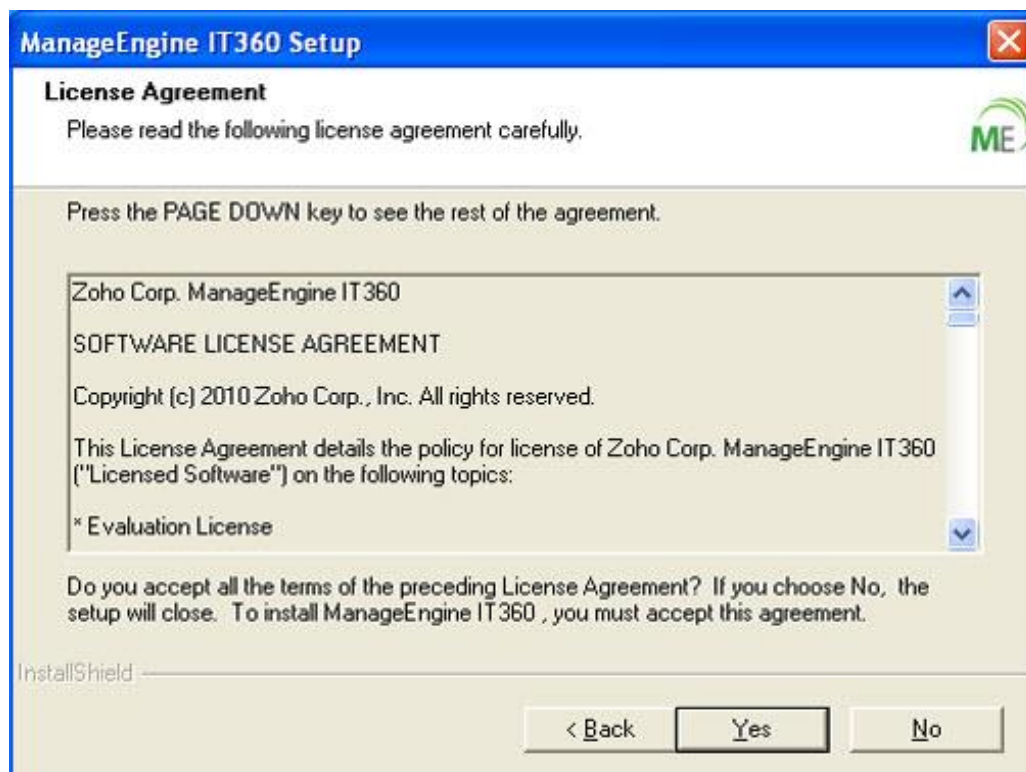 ManageEngine IT360 Setup
License Agreement
Please read the following license agreement carefully.
ME
Press the PAGE DOWN key to see the rest of the agreement.
Zoho Corp. ManageEngine IT360
SOFTWARE LICENSE AGREEMENT
Copyright (c) 2010 Zoho Corp., Inc. All rights reserved.
This License Agreement details the policy for license of Zoho Corp. ManageEngine IT360
("Licensed Software") on the following topics:
* Evaluation License
Do you accept all the terms of the preceding License Agreement?  If you choose No,  the
setup will close.  To install ManageEngine IT360 , you must accept this agreement.
InstallShield
< Back
Yes
No